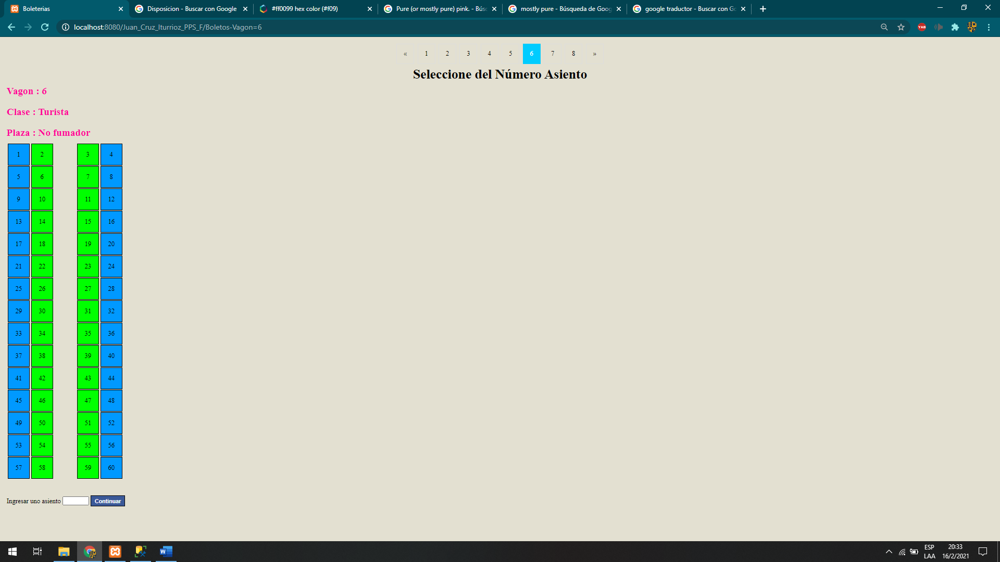 Boleterias
Disposicion - Buscar con Google
#ff0099 hex color (#f09)
Pure (or mostly pure) pink. - Bús
mostly pure - Búsqueda de Goog
google traductor - Buscar con Go
localhost:8080/Juan_Cruz_Iturrioz_PPS_F/Boletos-Vagon=6
YAB
« 1 2 3 4 5 6 7 8 »
Seleccione del Número Asiento
Vagon : 6
Clase : Turista
Plaza : No fumador
1 2 3 4
5 6 7 8
9 10 11 12
13 14 15 16
17 18 19 20
21 22 23 24
25 26 27 28
29 30 31 32
33 34 35 36
37 38 39 40
41 42 43 44
45 46 47 48
49 50 51 52
53 54 55 56
57 58 59 60
Ingresar uno asiento
Continuar
ESP
LAA
20:33
16/2/2021